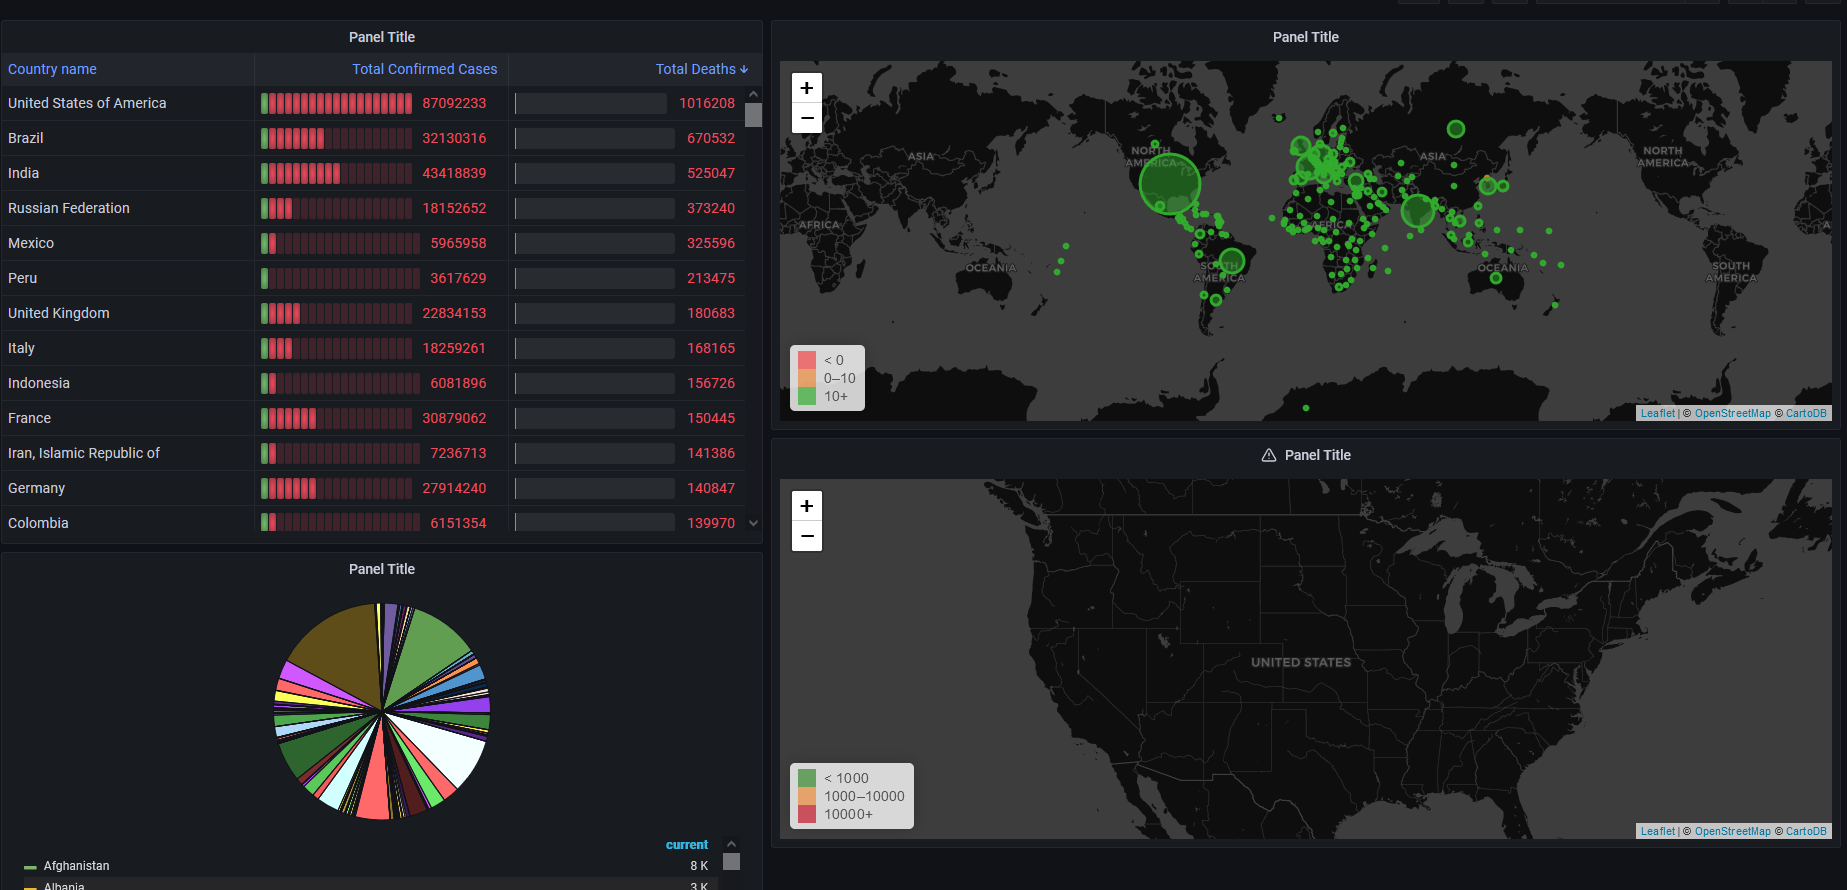 Panel Title
Country name Total Confirmed Cases Total Deaths
United States of America 87092233 1016208
Brazil 32130316 670532
India 43418839 525047
Russian Federation 18152652 373240
Mexico 5965958 325596
Peru 3617629 213475
United Kingdom 22834153 180683
Italy 18259261 168165
Indonesia 6081896 156726
France 30879062 150445
Iran, Islamic Republic of 7236713 141386
Germany 27914240 140847
Colombia 6151354 139970
Panel Title
current
Afghanistan 8 K
Albania 3 K
Panel Title
+
−
ASIA
NORTH
AMERICA
ASIA
NORTH
AMERICA
AFRICA
AFRICA
A
OCEANIA
SOUTH
AMERICA
OCEANIA
SOUTH
AMERICA
< 0
0–10
10+
Leaflet | © OpenStreetMap © CartoDB
Panel Title
+
−
UNITED STATES
< 1000
1000–10000
10000+
Leaflet | © OpenStreetMap © CartoDB